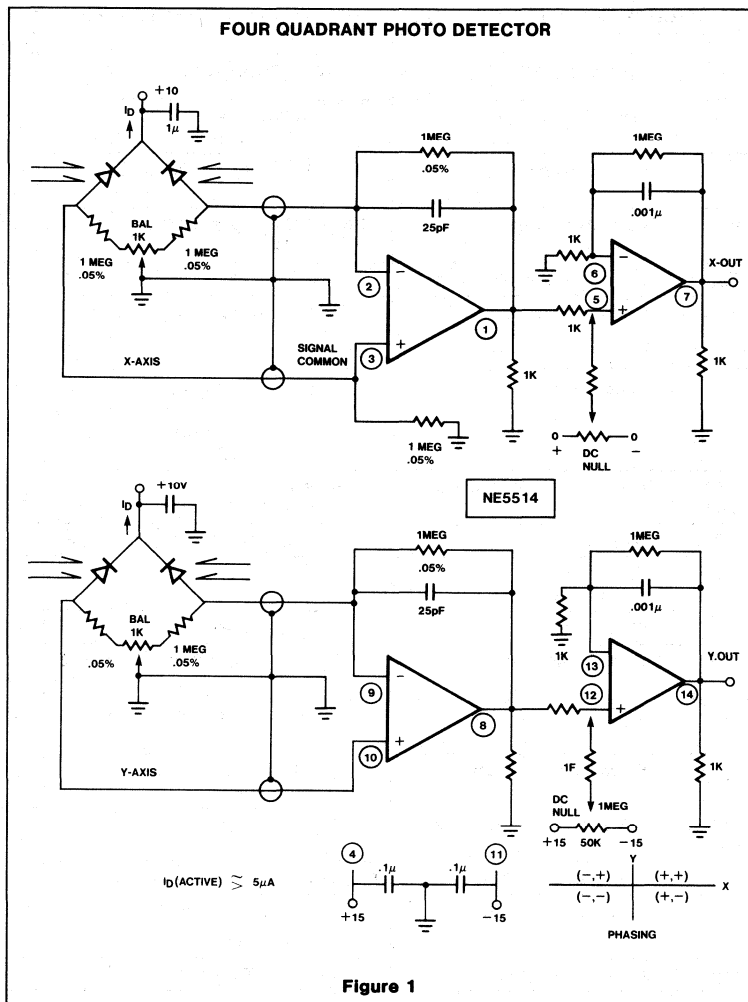 FOUR QUADRANT PHOTO DETECTOR
+10
ID
1μ
BAL
1K
1 MEG
.05%
1 MEG
.05%
X-AXIS
SIGNAL
COMMON
1MEG
.05%
25pF
2
−
3
+
1
1K
1 MEG
.05%
1MEG
.001μ
1K
6
−
5
+
7
X-OUT
1K
1K
0
0
+
−
DC
NULL
NE5514
+10V
ID
BAL
1K
.05%
1 MEG
.05%
Y-AXIS
1MEG
.05%
25pF
9
−
10
+
8
1MEG
.001μ
1K
13
−
12
+
14
Y.OUT
1F
1K
DC
NULL
1MEG
+15
50K
−15
ID (ACTIVE) ≳ 5μA
4
.1μ
.1μ
11
+15
−15
Y
(−,+)
(+,+)
X
(−,−)
(+,−)
PHASING
Figure 1